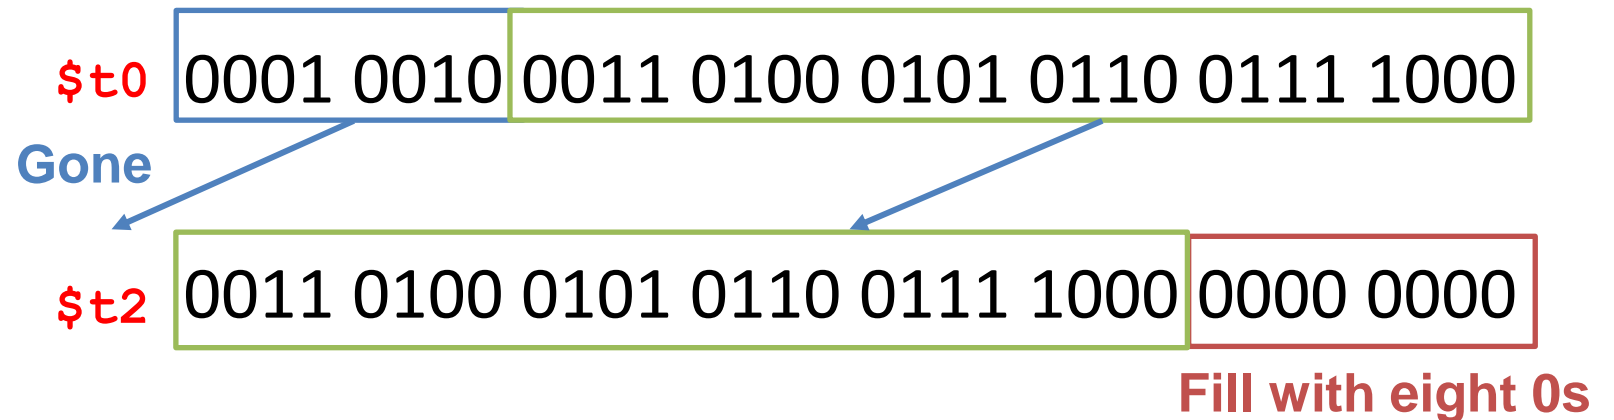 $t0 0001 0010 0011 0100 0101 0110 0111 1000
Gone
$t2 0011 0100 0101 0110 0111 1000 0000 0000
Fill with eight 0s